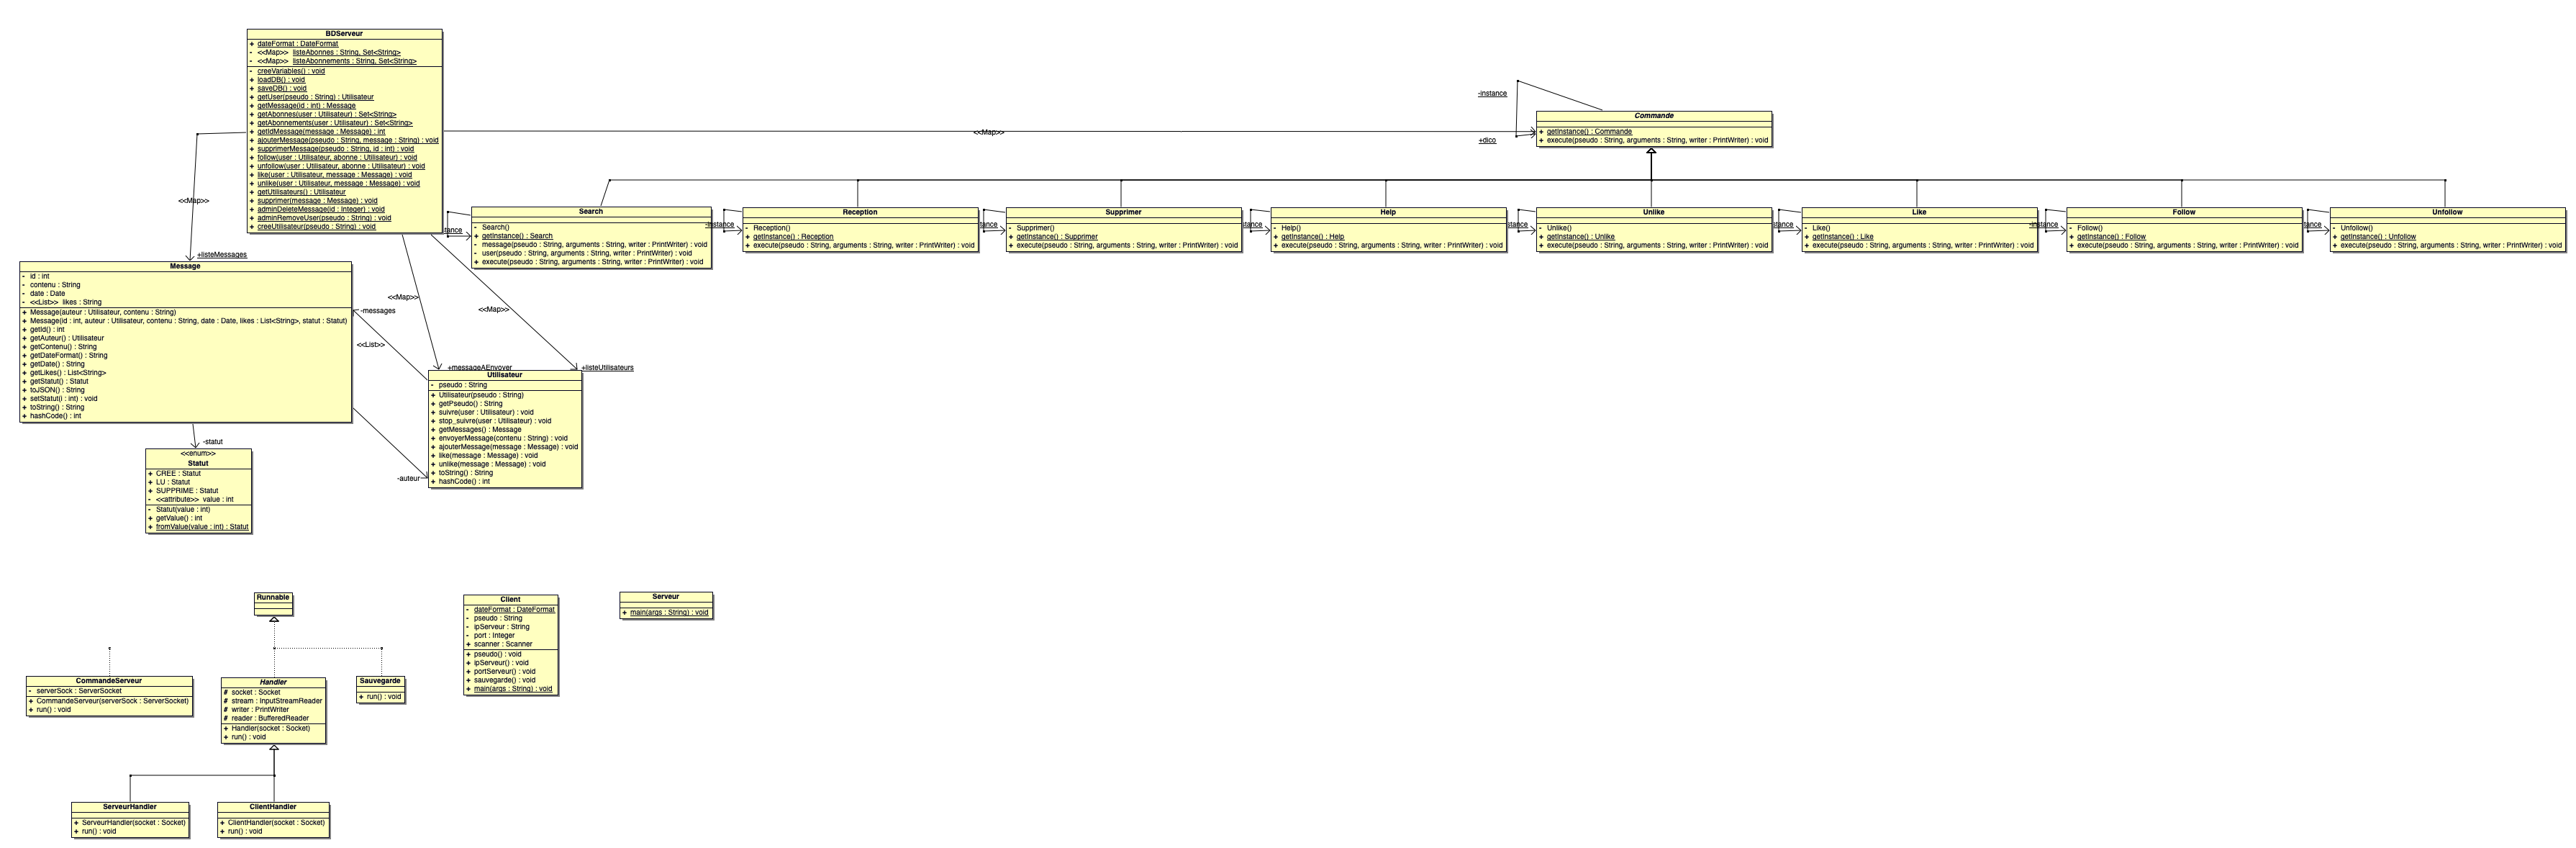 BDServeur
+ dateFormat : DateFormat
- <<Map>> listeAbonnes : String, Set<String>
- <<Map>> listeAbonnements : String, Set<String>
- creeVariables() : void
+ loadDB() : void
+ saveDB() : void
+ getUser(pseudo : String) : Utilisateur
+ getMessage(id : int) : Message
+ getAbonnes(user : Utilisateur) : Set<String>
+ getAbonnements(user : Utilisateur) : Set<String>
+ getIdMessage(message : Message) : int
+ ajouterMessage(pseudo : String, message : String) : void
+ supprimerMessage(pseudo : String, id : int) : void
+ follow(user : Utilisateur, abonne : Utilisateur) : void
+ unfollow(user : Utilisateur, abonne : Utilisateur) : void
+ like(user : Utilisateur, message : Message) : void
+ unlike(user : Utilisateur, message : Message) : void
+ getUtilisateurs() : Utilisateur
+ supprimer(message : Message) : void
+ adminDeleteMessage(id : Integer) : void
+ adminRemoveUser(pseudo : String) : void
+ creeUtilisateur(pseudo : String) : void
<<Map>>
-instance
+dico
Commande
+ getInstance() : Commande
+ execute(pseudo : String, arguments : String, writer : PrintWriter) : void
<<Map>>
+listeMessages
stance
Search
- Search()
+ getInstance() : Search
- message(pseudo : String, arguments : String, writer : PrintWriter) : void
- user(pseudo : String, arguments : String, writer : PrintWriter) : void
+ execute(pseudo : String, arguments : String, writer : PrintWriter) : void
-instance
Reception
- Reception()
+ getInstance() : Reception
+ execute(pseudo : String, arguments : String, writer : PrintWriter) : void
stance
Supprimer
- Supprimer()
+ getInstance() : Supprimer
+ execute(pseudo : String, arguments : String, writer : PrintWriter) : void
stance
Help
- Help()
+ getInstance() : Help
+ execute(pseudo : String, arguments : String, writer : PrintWriter) : void
stance
Unlike
- Unlike()
+ getInstance() : Unlike
+ execute(pseudo : String, arguments : String, writer : PrintWriter) : void
stance
Like
- Like()
+ getInstance() : Like
+ execute(pseudo : String, arguments : String, writer : PrintWriter) : void
-instance
Follow
- Follow()
+ getInstance() : Follow
+ execute(pseudo : String, arguments : String, writer : PrintWriter) : void
stance
Unfollow
- Unfollow()
+ getInstance() : Unfollow
+ execute(pseudo : String, arguments : String, writer : PrintWriter) : void
Message
- id : int
- contenu : String
- date : Date
- <<List>> likes : String
+ Message(auteur : Utilisateur, contenu : String)
+ Message(id : int, auteur : Utilisateur, contenu : String, date : Date, likes : List<String>, statut : Statut)
+ getId() : int
+ getAuteur() : Utilisateur
+ getContenu() : String
+ getDateFormat() : String
+ getDate() : String
+ getLikes() : List<String>
+ getStatut() : Statut
+ toJSON() : String
+ setStatut(i : int) : void
+ toString() : String
+ hashCode() : int
<<Map>>
<<Map>>
-messages
<<List>>
+messageAEnvoyer
+listeUtilisateurs
Utilisateur
- pseudo : String
+ Utilisateur(pseudo : String)
+ getPseudo() : String
+ suivre(user : Utilisateur) : void
+ stop_suivre(user : Utilisateur) : void
+ getMessages() : Message
+ envoyerMessage(contenu : String) : void
+ ajouterMessage(message : Message) : void
+ like(message : Message) : void
+ unlike(message : Message) : void
+ toString() : String
+ hashCode() : int
-auteur
-statut
<<enum>>
Statut
+ CREE : Statut
+ LU : Statut
+ SUPPRIME : Statut
- <<attribute>> value : int
- Statut(value : int)
+ getValue() : int
+ fromValue(value : int) : Statut
Runnable
Client
- dateFormat : DateFormat
- pseudo : String
- ipServeur : String
- port : Integer
+ scanner : Scanner
+ pseudo() : void
+ ipServeur() : void
+ portServeur() : void
+ sauvegarde() : void
+ main(args : String) : void
Serveur
+ main(args : String) : void
CommandeServeur
- serverSock : ServerSocket
+ CommandeServeur(serverSock : ServerSocket)
+ run() : void
Handler
# socket : Socket
# stream : InputStreamReader
# writer : PrintWriter
# reader : BufferedReader
+ Handler(socket : Socket)
+ run() : void
Sauvegarde
+ run() : void
ServeurHandler
+ ServeurHandler(socket : Socket)
+ run() : void
ClientHandler
+ ClientHandler(socket : Socket)
+ run() : void